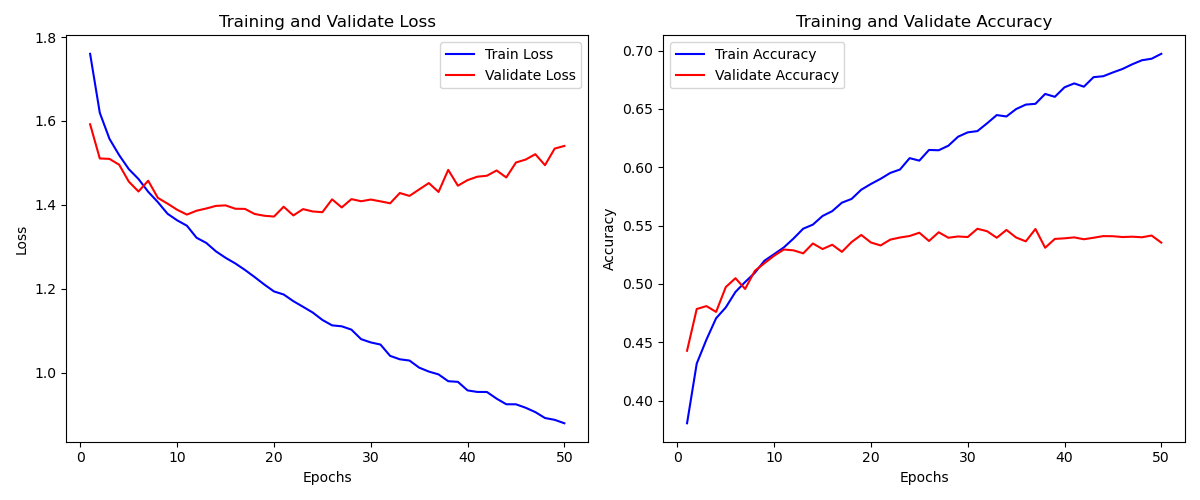 Training and Validate Loss
1.8
1.6
1.4
1.2
1.0
Loss
0
10
20
30
40
50
Epochs
Train Loss
Validate Loss
Training and Validate Accuracy
0.70
0.65
0.60
0.55
0.50
0.45
0.40
Accuracy
0
10
20
30
40
50
Epochs
Train Accuracy
Validate Accuracy